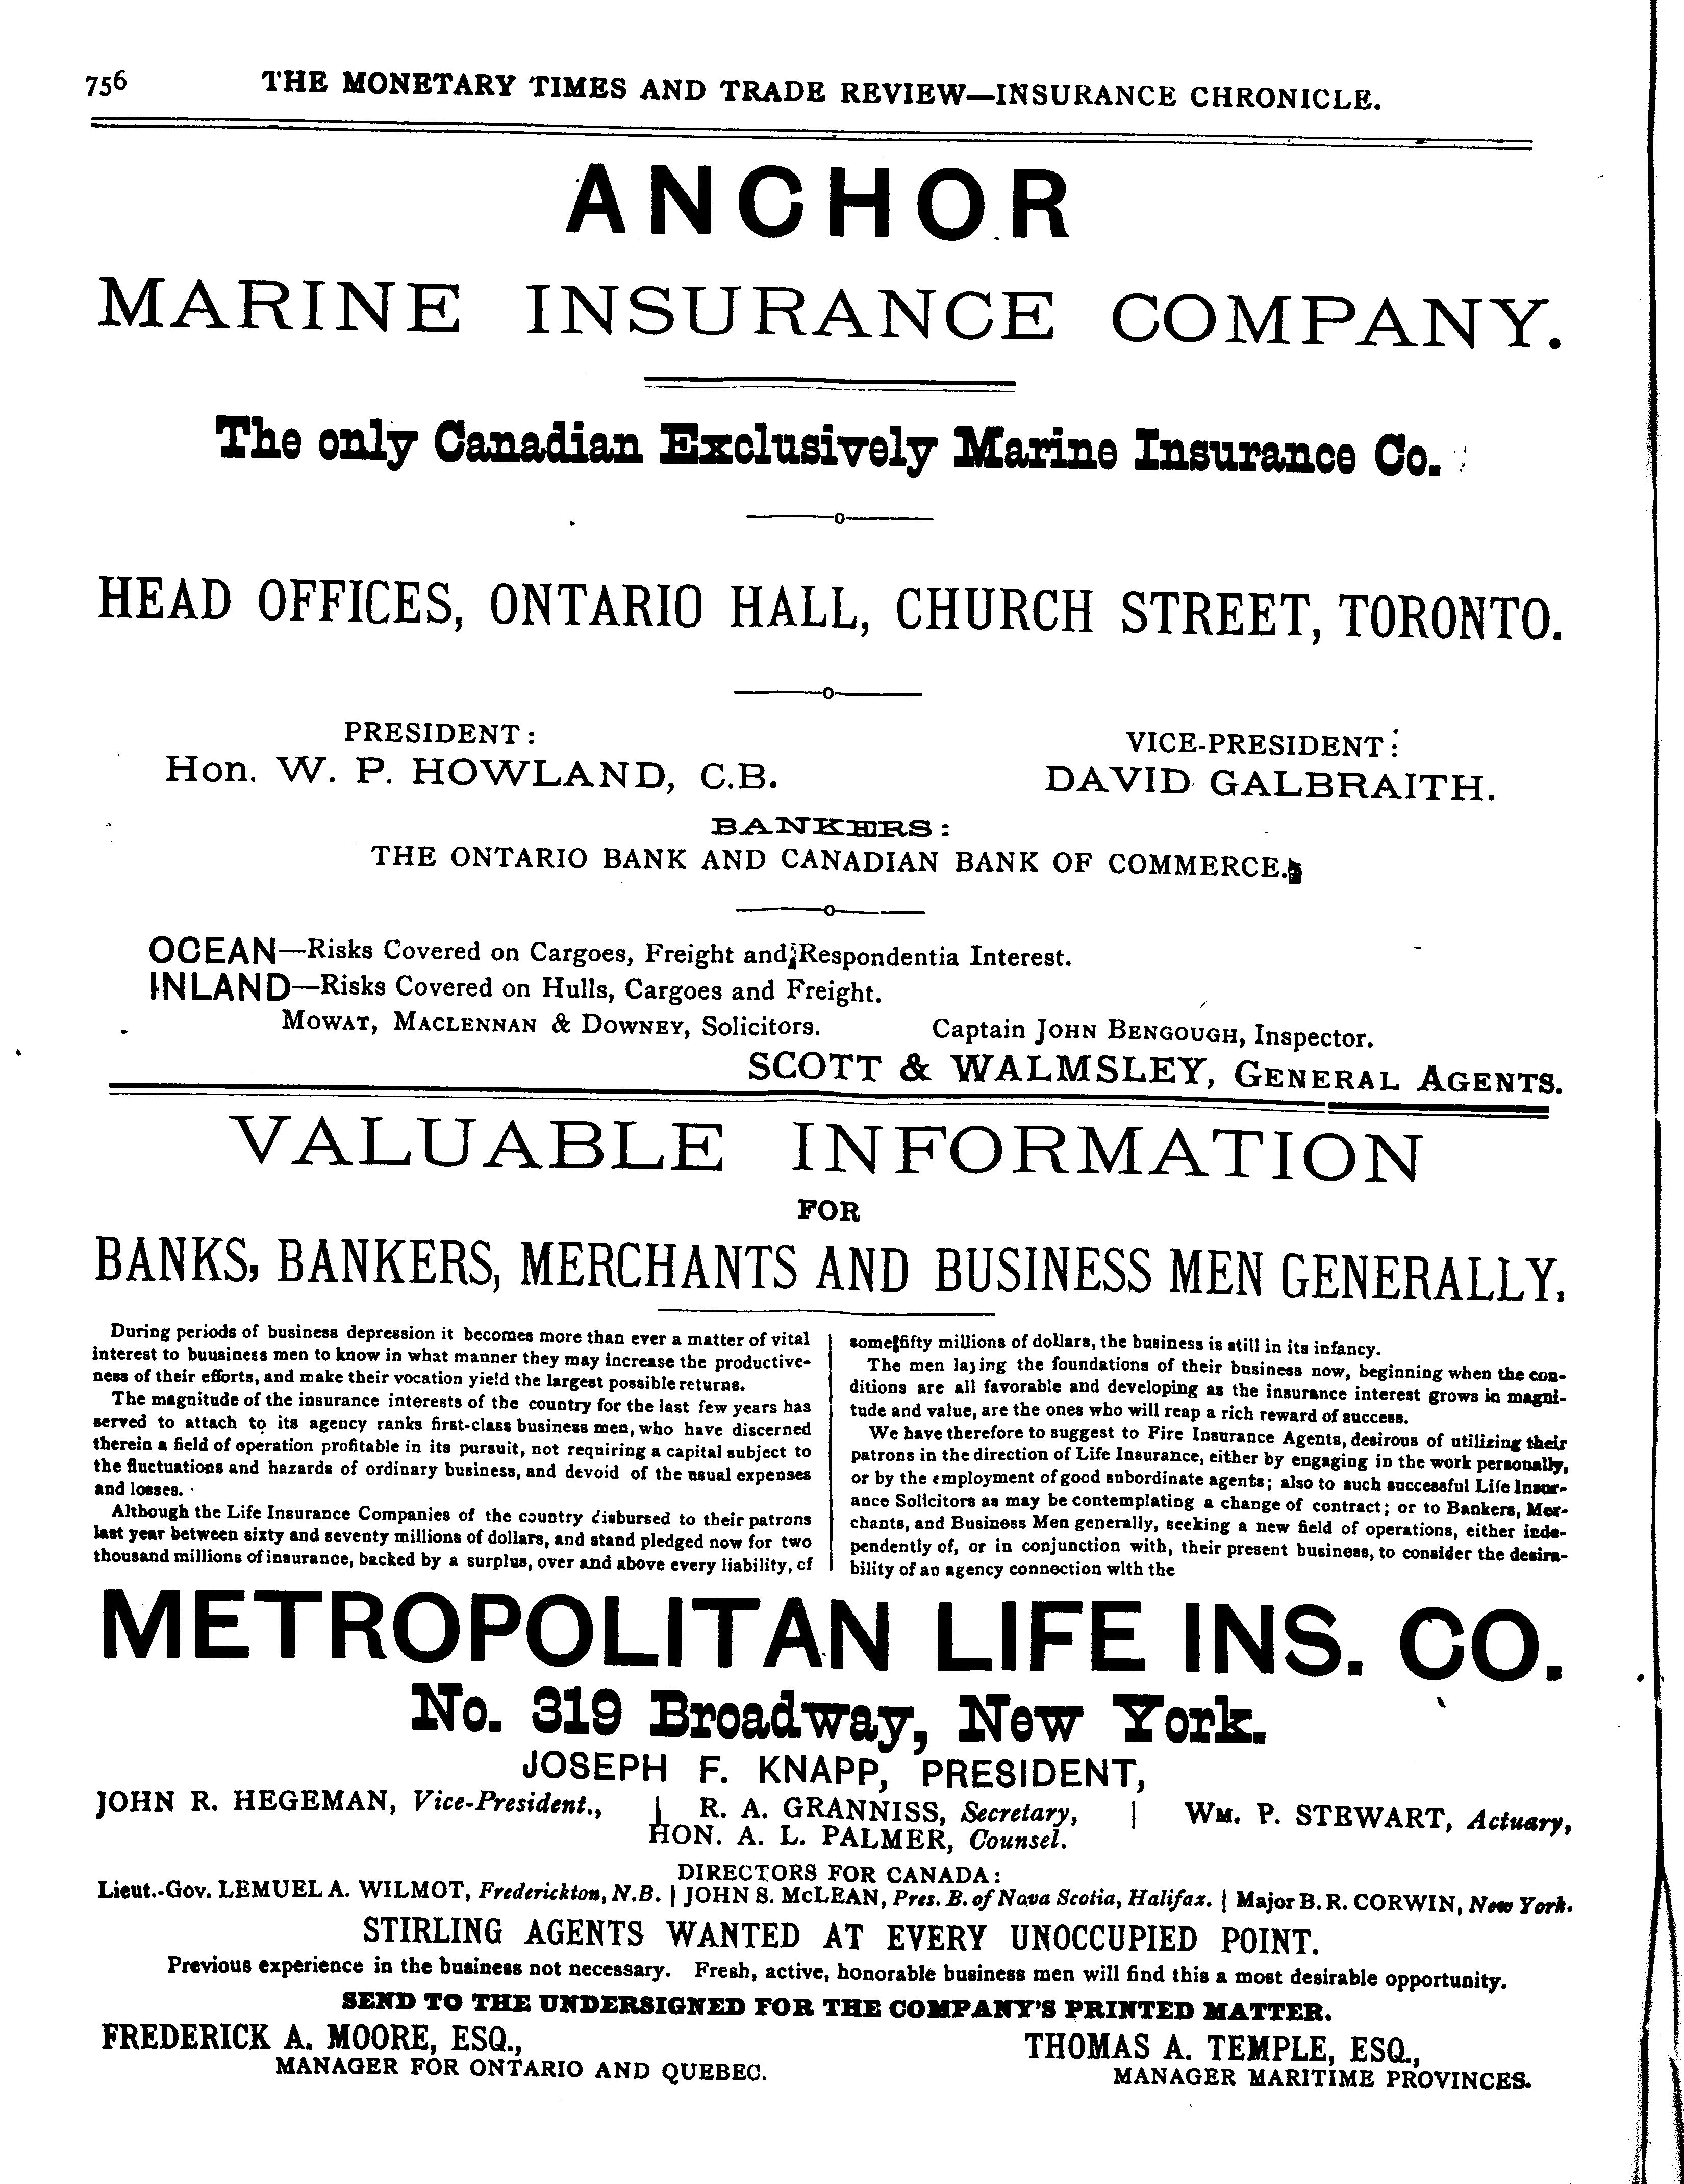 756 THE MONETARY TIMES AND TRADE REVIEW—INSURANCE CHRONICLE.
ANCHOR
MARINE INSURANCE COMPANY.
The only Canadian Exclusively Marine Insurance Co.
HEAD OFFICES, ONTARIO HALL, CHURCH STREET, TORONTO.
PRESIDENT:
Hon. W. P. HOWLAND, C.B.
VICE-PRESIDENT:
DAVID GALBRAITH.
BANKERS:
THE ONTARIO BANK AND CANADIAN BANK OF COMMERCE.
OCEAN—Risks Covered on Cargoes, Freight and Respondentia Interest.
INLAND—Risks Covered on Hulls, Cargoes and Freight.
MOWAT, MACLENNAN & DOWNEY, Solicitors. Captain JOHN BENGOUGH, Inspector.
SCOTT & WALMSLEY, GENERAL AGENTS.
VALUABLE INFORMATION
FOR
BANKS, BANKERS, MERCHANTS AND BUSINESS MEN GENERALLY.
During periods of business depression it becomes more than ever a matter of vital
interest to buusiness men to know in what manner they may increase the productive-
ness of their efforts, and make their vocation yield the largest possible returns.
The magnitude of the insurance interests of the country for the last few years has
served to attach to its agency ranks first-class business men, who have discerned
therein a field of operation profitable in its pursuit, not requiring a capital subject to
the fluctuations and hazards of ordinary business, and devoid of the usual expenses
and losses.
Although the Life Insurance Companies of the country disbursed to their patrons
last year between sixty and seventy millions of dollars, and stand pledged now for two
thousand millions of insurance, backed by a surplus, over and above every liability, cf
some fifty millions of dollars, the business is still in its infancy.
The men laying the foundations of their business now, beginning when the con-
ditions are all favorable and developing as the insurance interest grows in magni-
tude and value, are the ones who will reap a rich reward of success.
We have therefore to suggest to Fire Insurance Agents, desirous of utilizing their
patrons in the direction of Life Insurance, either by engaging in the work personally,
or by the employment of good subordinate agents; also to such successful Life Insur-
ance Solicitors as may be contemplating a change of contract; or to Bankers, Mer-
chants, and Business Men generally, seeking a new field of operations, either inde-
pendently of, or in conjunction with, their present business, to consider the desira-
bility of an agency connection with the
METROPOLITAN LIFE INS. CO.
No. 319 Broadway, New York.
JOSEPH F. KNAPP, PRESIDENT,
JOHN R. HEGEMAN, Vice-President., | R. A. GRANNISS, Secretary, | WM. P. STEWART, Actuary,
HON. A. L. PALMER, Counsel.
DIRECTORS FOR CANADA:
Lieut.-Gov. LEMUEL A. WILMOT, Frederickton, N.B. | JOHN S. McLEAN, Pres. B. of Nova Scotia, Halifax. | Major B. R. CORWIN, New York.
STIRLING AGENTS WANTED AT EVERY UNOCCUPIED POINT.
Previous experience in the business not necessary. Fresh, active, honorable business men will find this a most desirable opportunity.
SEND TO THE UNDERSIGNED FOR THE COMPANY'S PRINTED MATTER.
FREDERICK A. MOORE, ESQ.,
MANAGER FOR ONTARIO AND QUEBEC.
THOMAS A. TEMPLE, ESQ.,
MANAGER MARITIME PROVINCES.